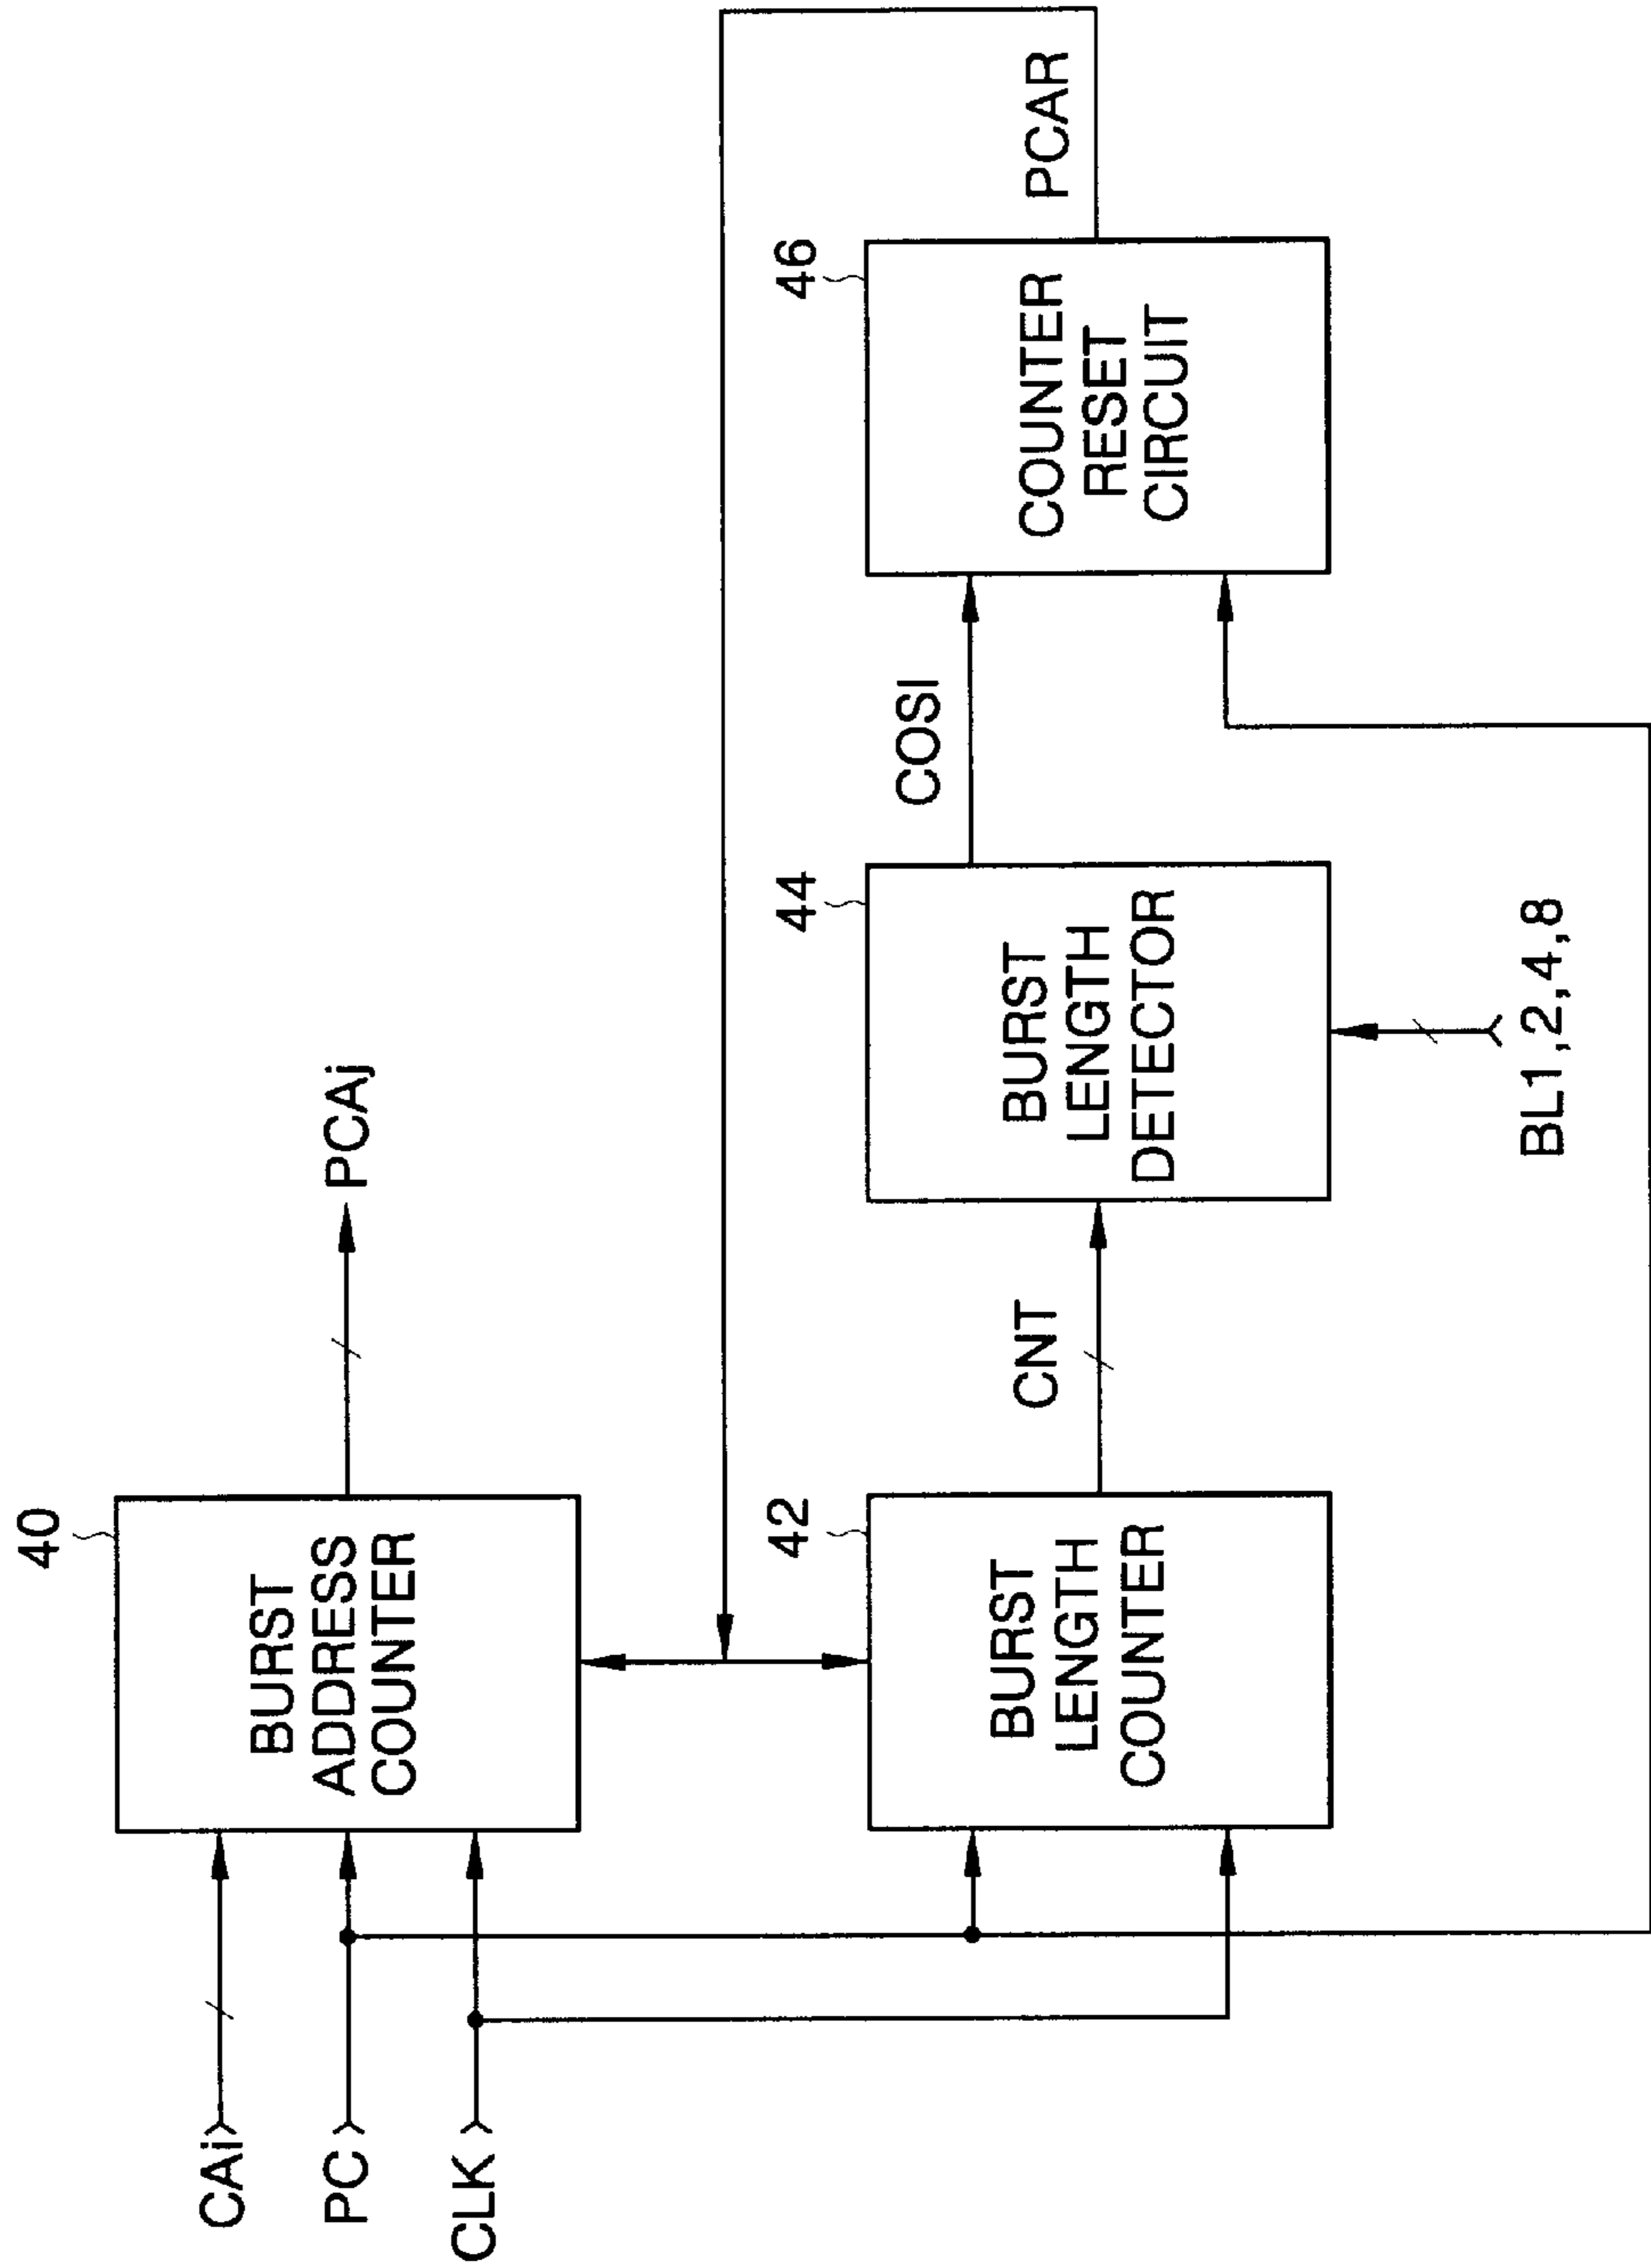 40
CAi
PC
CLK
BURST
ADDRESS
COUNTER
PCAj
42
BURST
LENGTH
COUNTER
CNT
44
BURST
LENGTH
DETECTOR
BL1,2,4,8
COSI
46
COUNTER
RESET
CIRCUIT
PCAR